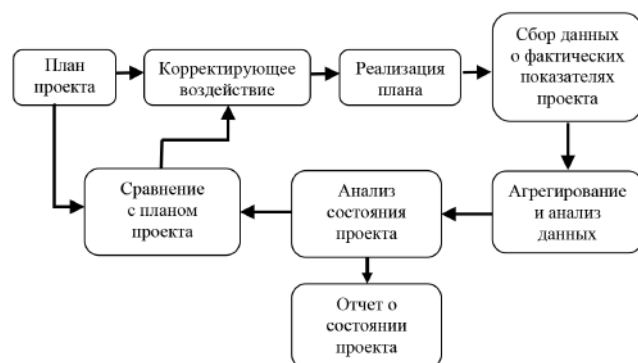 План
проекта
Корректирующее
воздействие
Реализация
плана
Сбор данных
о фактических
показателях
проекта
Сравнение
с планом
проекта
Анализ
состояния
проекта
Агрегирование
и анализ
данных
Отчет о
состоянии
проекта